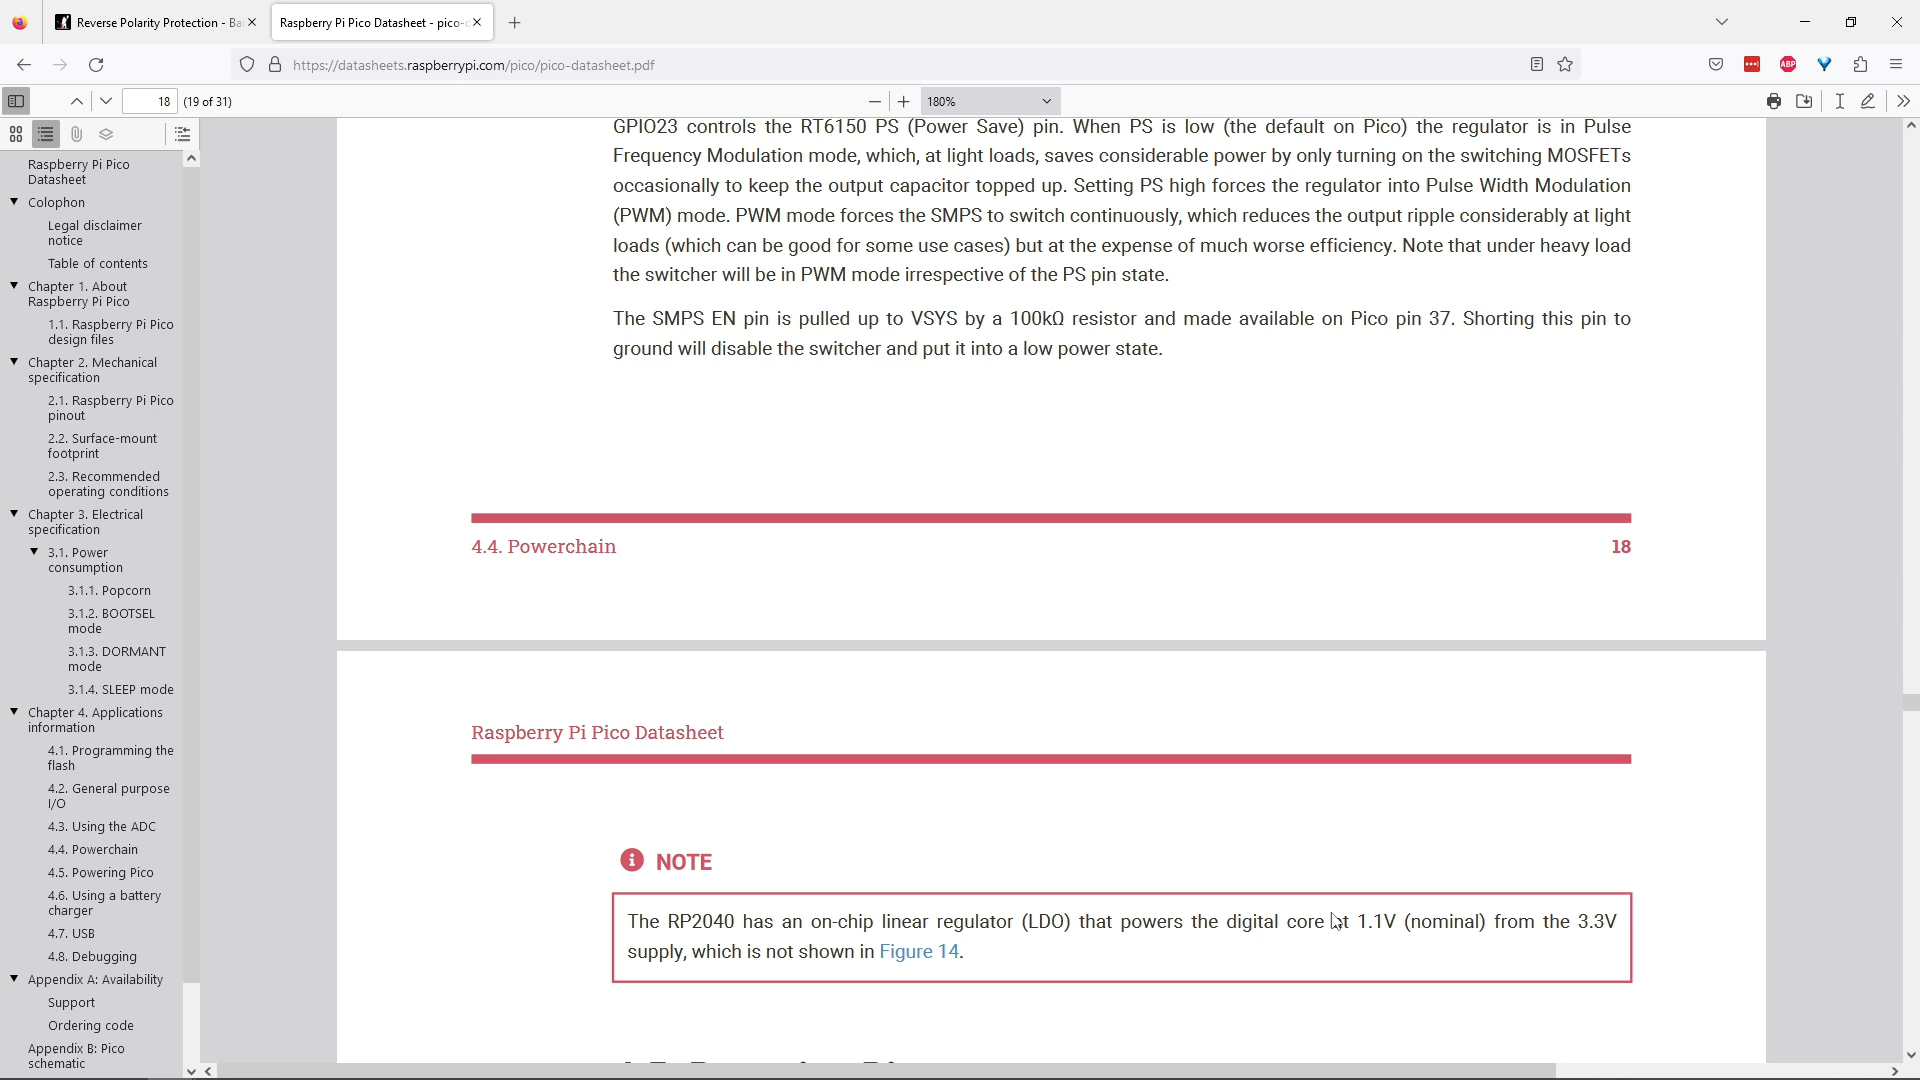 Reverse Polarity Protection - Ba
Raspberry Pi Pico Datasheet - pico-
https://datasheets.raspberrypi.com/pico/pico-datasheet.pdf
ABP
18 (19 of 31)
180%
Raspberry Pi Pico
Datasheet
Colophon
Legal disclaimer
notice
Table of contents
Chapter 1. About
Raspberry Pi Pico
1.1. Raspberry Pi Pico
design files
Chapter 2. Mechanical
specification
2.1. Raspberry Pi Pico
pinout
2.2. Surface-mount
footprint
2.3. Recommended
operating conditions
Chapter 3. Electrical
specification
3.1. Power
consumption
3.1.1. Popcorn
3.1.2. BOOTSEL
mode
3.1.3. DORMANT
mode
3.1.4. SLEEP mode
Chapter 4. Applications
information
4.1. Programming the
flash
4.2. General purpose
I/O
4.3. Using the ADC
4.4. Powerchain
4.5. Powering Pico
4.6. Using a battery
charger
4.7. USB
4.8. Debugging
Appendix A: Availability
Support
Ordering code
Appendix B: Pico
schematic
GPIO23 controls the RT6150 PS (Power Save) pin. When PS is low (the default on Pico) the regulator is in Pulse
Frequency Modulation mode, which, at light loads, saves considerable power by only turning on the switching MOSFETs
occasionally to keep the output capacitor topped up. Setting PS high forces the regulator into Pulse Width Modulation
(PWM) mode. PWM mode forces the SMPS to switch continuously, which reduces the output ripple considerably at light
loads (which can be good for some use cases) but at the expense of much worse efficiency. Note that under heavy load
the switcher will be in PWM mode irrespective of the PS pin state.
The SMPS EN pin is pulled up to VSYS by a 100kΩ resistor and made available on Pico pin 37. Shorting this pin to
ground will disable the switcher and put it into a low power state.
4.4. Powerchain 18
Raspberry Pi Pico Datasheet
NOTE
The RP2040 has an on-chip linear regulator (LDO) that powers the digital core at 1.1V (nominal) from the 3.3V
supply, which is not shown in Figure 14.